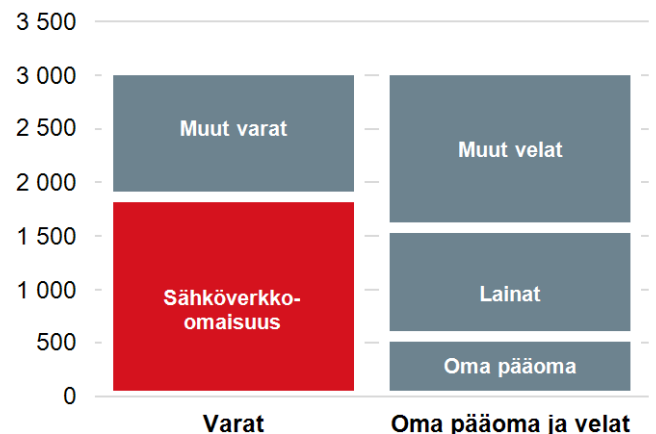 3 500
3 000
2 500
2 000
1 500
1 000
500
0
Muut varat
Sähköverkko-
omaisuus
Muut velat
Lainat
Oma pääoma
Varat
Oma pääoma ja velat